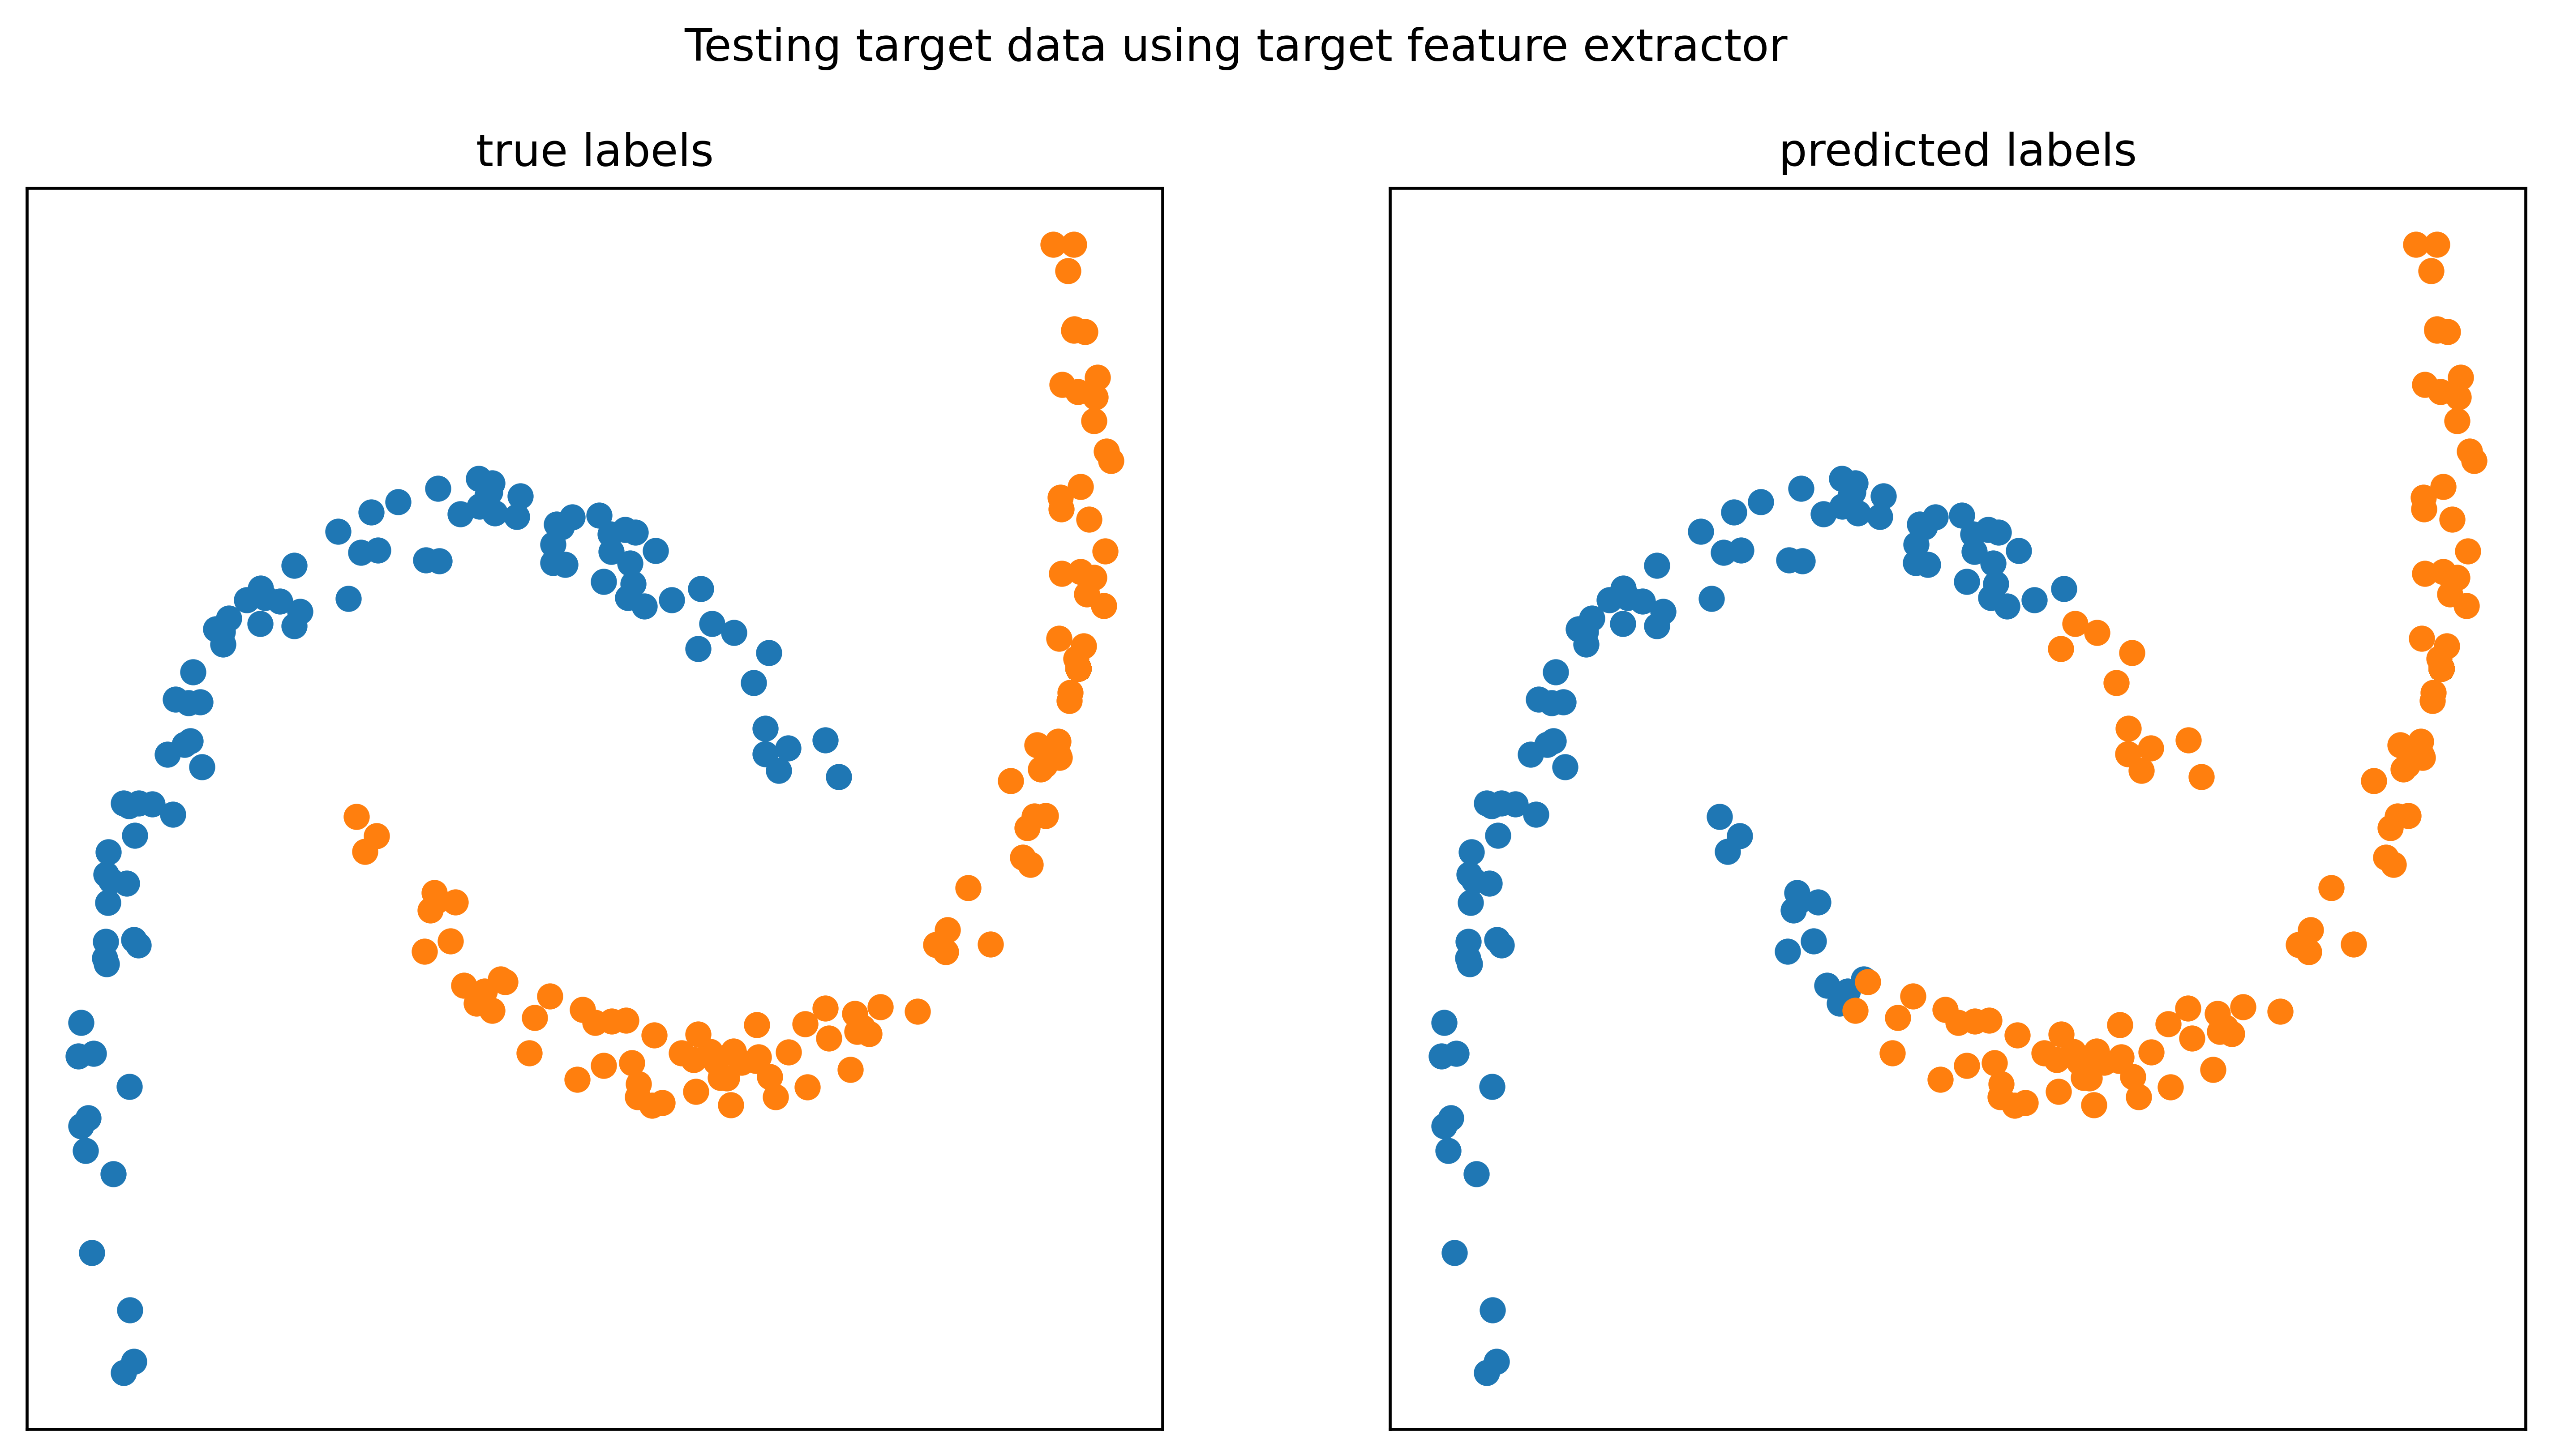 Testing target data using target feature extractor
true labels
predicted labels